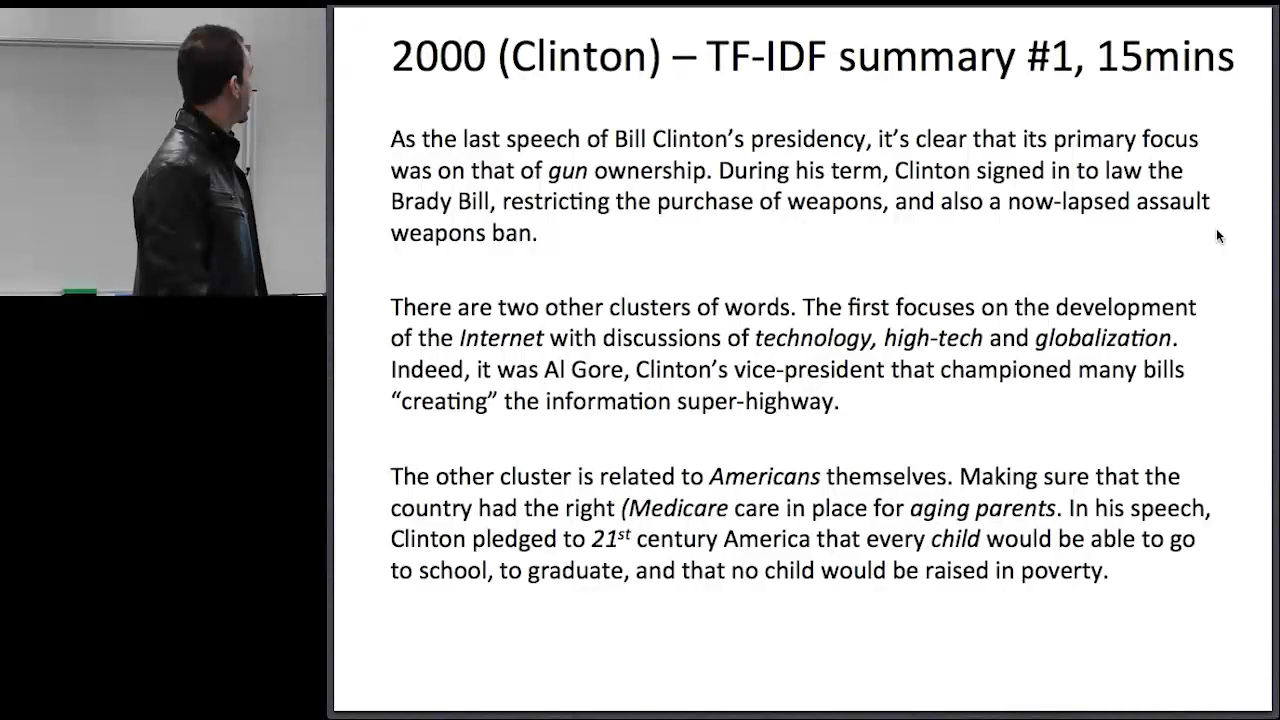 2000 (Clinton) – TF-IDF summary #1, 15mins
As the last speech of Bill Clinton’s presidency, it’s clear that its primary focus
was on that of gun ownership. During his term, Clinton signed in to law the
Brady Bill, restricting the purchase of weapons, and also a now-lapsed assault
weapons ban.
There are two other clusters of words. The first focuses on the development
of the Internet with discussions of technology, high-tech and globalization.
Indeed, it was Al Gore, Clinton’s vice-president that championed many bills
“creating” the information super-highway.
The other cluster is related to Americans themselves. Making sure that the
country had the right (Medicare care in place for aging parents. In his speech,
Clinton pledged to 21st century America that every child would be able to go
to school, to graduate, and that no child would be raised in poverty.